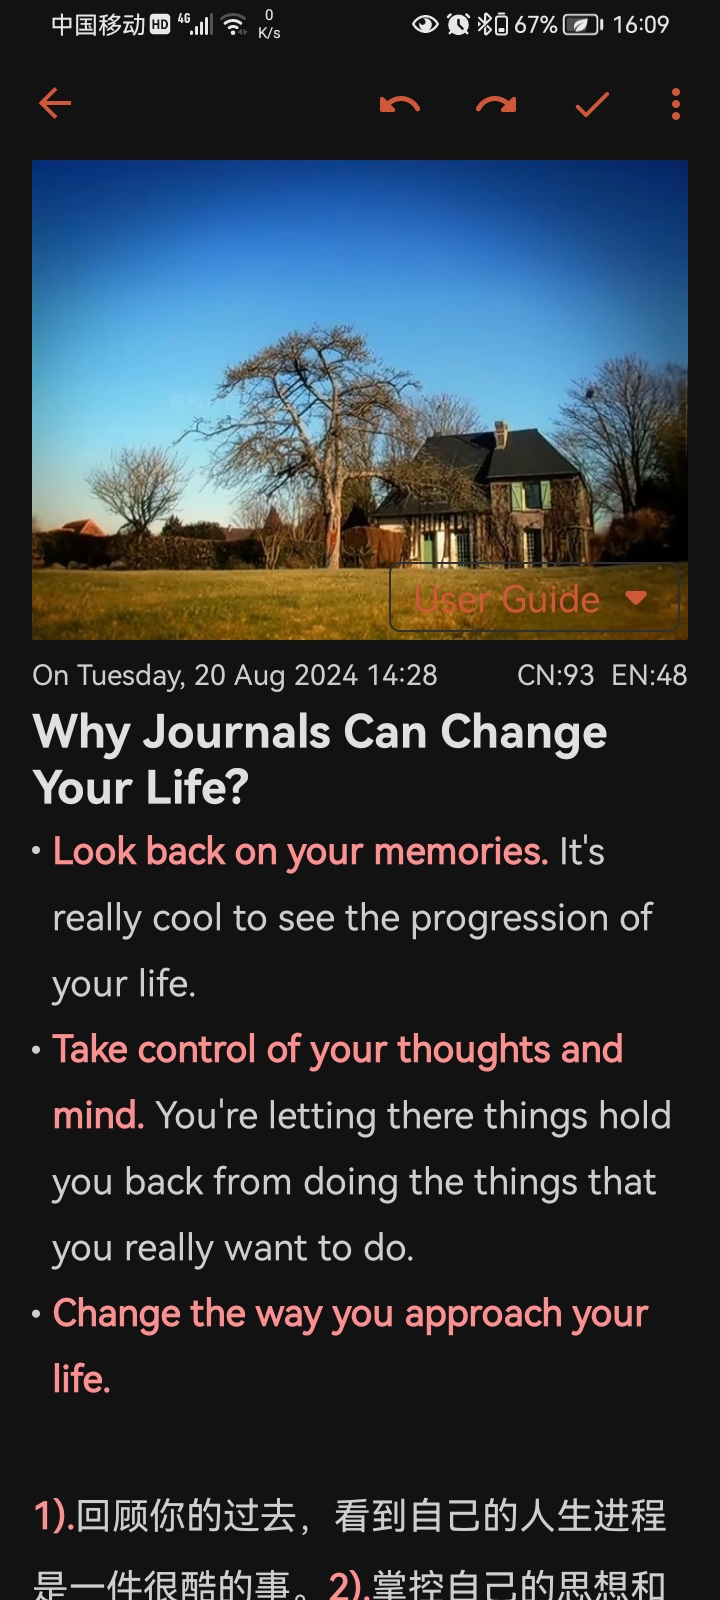 中国移动 HD 4G 0 K/s 67% 16:09
User Guide
On Tuesday, 20 Aug 2024 14:28 CN:93 EN:48
Why Journals Can Change
Your Life?
• Look back on your memories. It's
really cool to see the progression of
your life.
• Take control of your thoughts and
mind. You're letting there things hold
you back from doing the things that
you really want to do.
• Change the way you approach your
life.
1).回顾你的过去，看到自己的人生进程
是一件很酷的事。2).掌控自己的思想和